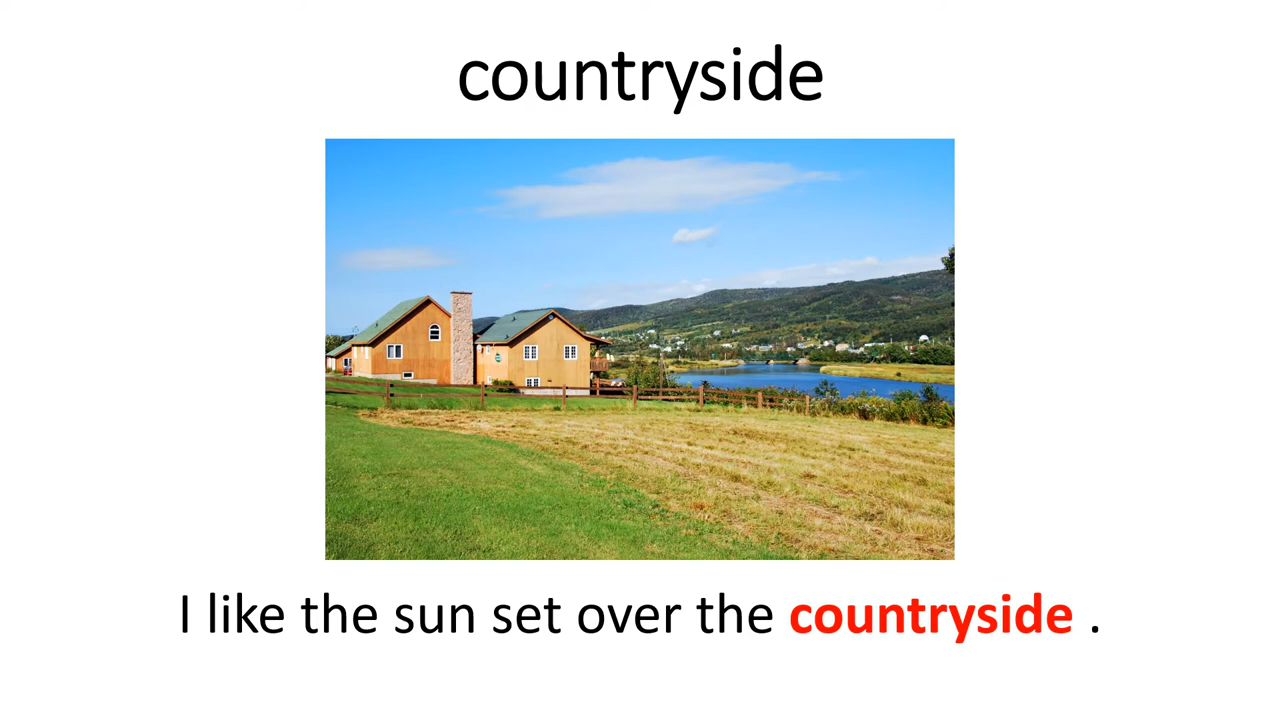 countryside
I like the sun set over the countryside .